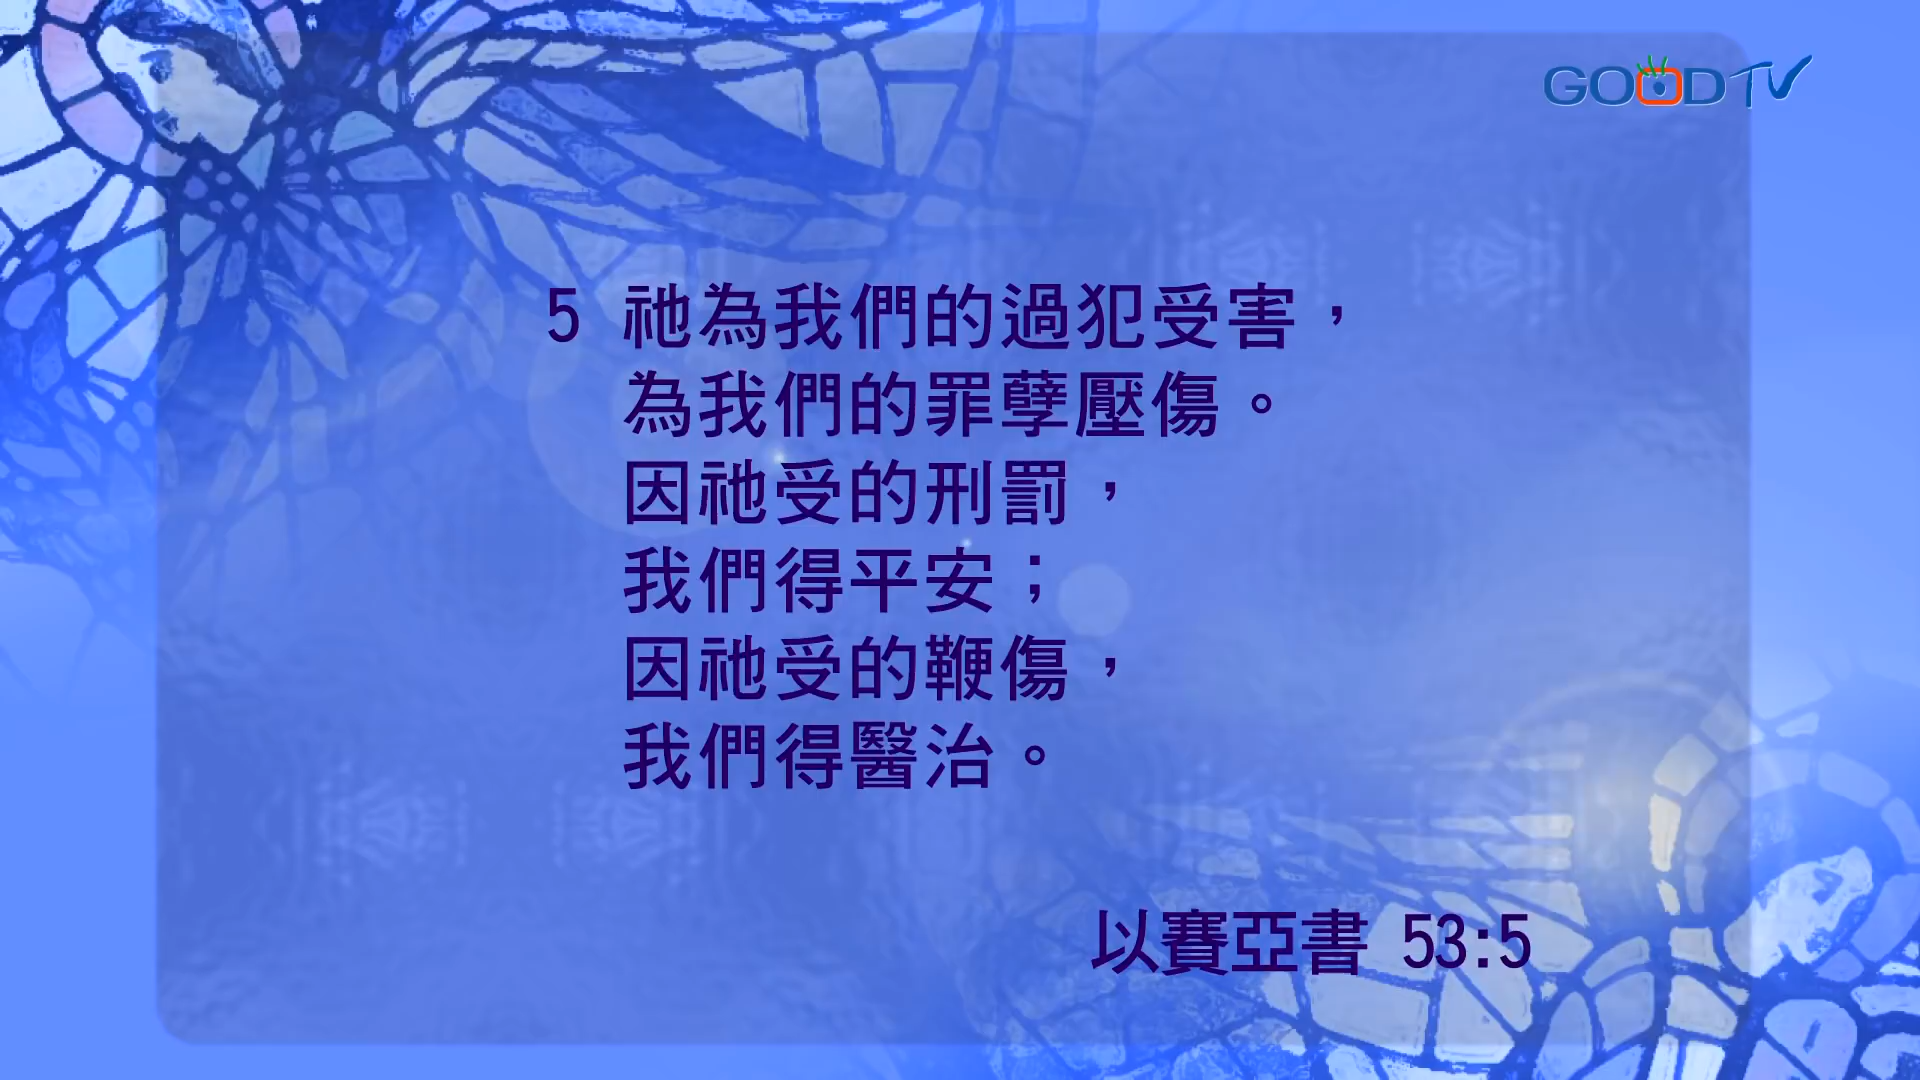 GOODTV
5 祂為我們的過犯受害，
為我們的罪孽壓傷。
因祂受的刑罰，
我們得平安；
因祂受的鞭傷，
我們得醫治。
以賽亞書 53:5